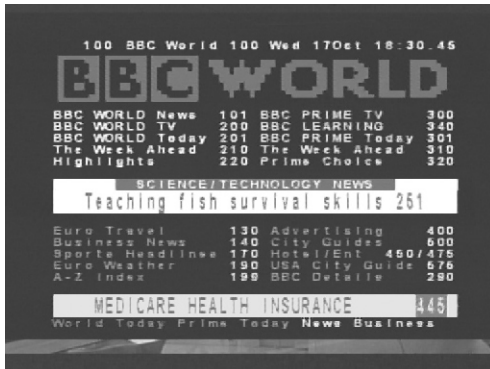 100 BBC World 100 Wed 17Oct 18:30.45
BBC WORLD
BBC WORLD News 101 BBC PRIME TV 300
BBC WORLD TV 200 BBC LEARNING 340
BBC WORLD Today 201 BBC PRIME Today 301
The Week Ahead 210 The Week Ahead 310
Highlights 220 Prime Choice 320
SCIENCE/TECHNOLOGY NEWS
Teaching fish survival skills 251
Euro Travel 130 Advertising 400
Business News 140 City Guides 500
Sports Headlines 170 Hotel/Ent 450/475
Euro Weather 190 USA City Guide 575
A-Z Index 199 BBC Details 290
MEDICARE HEALTH INSURANCE 445
World Today Prime Today News Business